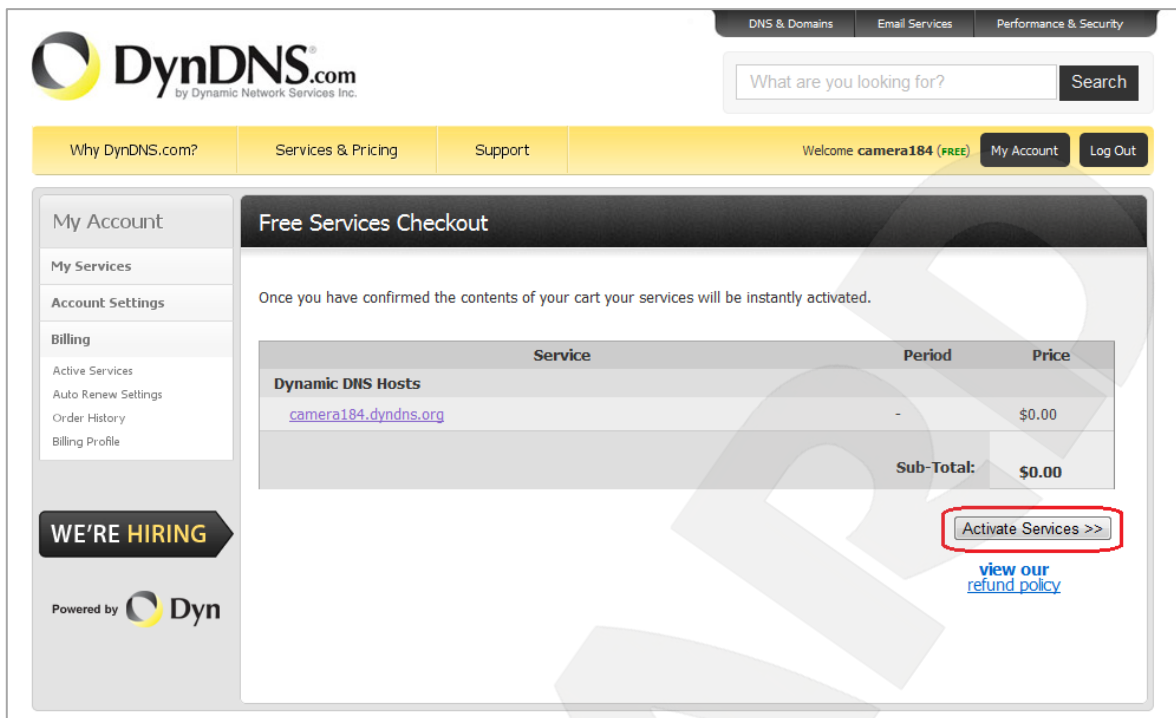 DNS & Domains Email Services Performance & Security
DynDNS.com
by Dynamic Network Services Inc.
What are you looking for? Search
Why DynDNS.com? Services & Pricing Support Welcome camera184 (FREE) My Account Log Out
My Account
My Services
Account Settings
Billing
Active Services
Auto Renew Settings
Order History
Billing Profile
WE'RE HIRING
Powered by Dyn
Free Services Checkout
Once you have confirmed the contents of your cart your services will be instantly activated.
Service Period Price
Dynamic DNS Hosts
camera184.dyndns.org - $0.00
Sub-Total: $0.00
Activate Services >>
view our
refund policy